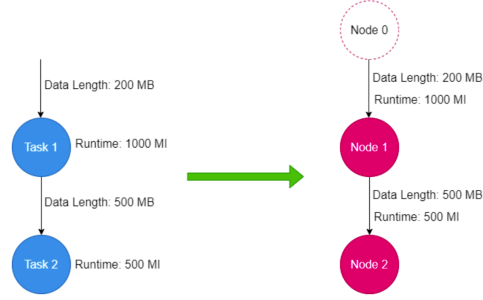 Node 0
Data Length: 200 MB
Data Length: 200 MB
Runtime: 1000 MI
Task 1
Runtime: 1000 MI
Node 1
Data Length: 500 MB
Data Length: 500 MB
Runtime: 500 MI
Task 2
Runtime: 500 MI
Node 2